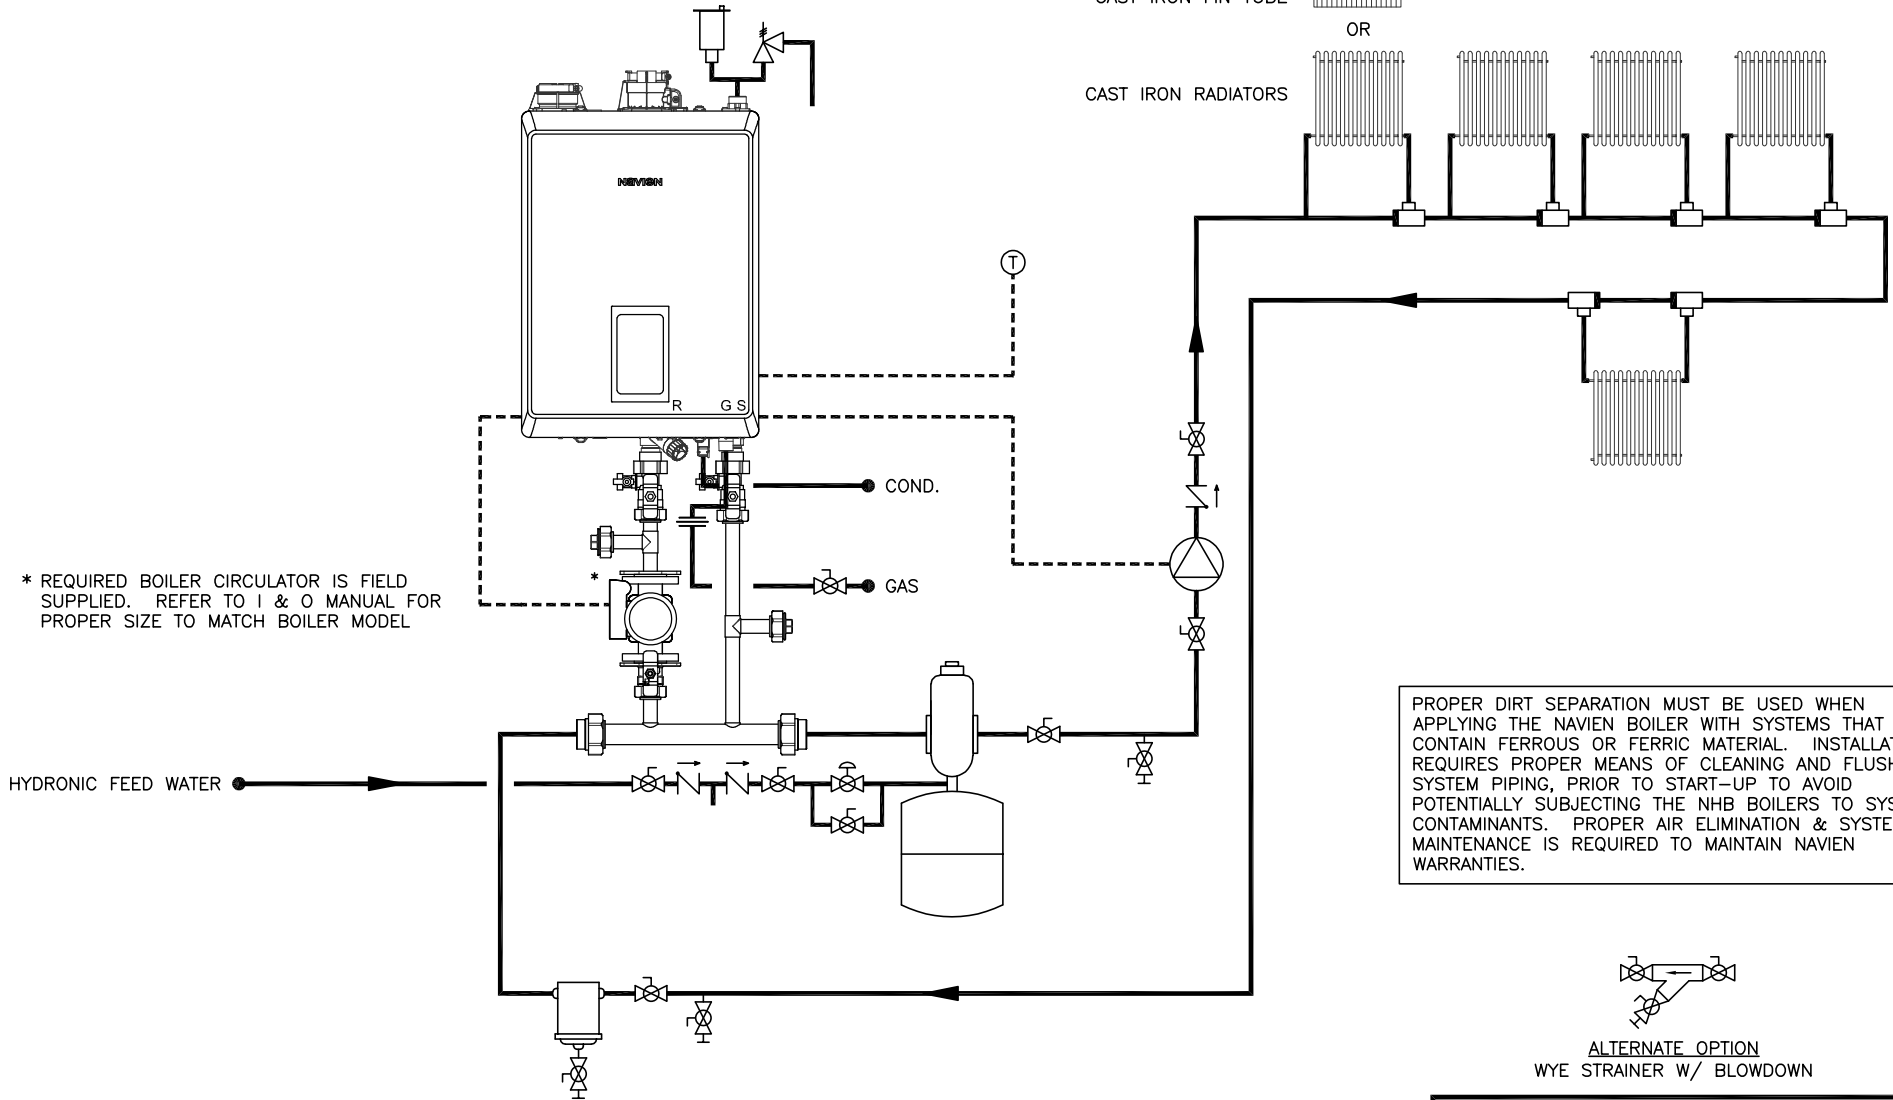 OR
CAST IRON RADIATORS
NAVIEN
T
R G S
COND.
* REQUIRED BOILER CIRCULATOR IS FIELD
SUPPLIED. REFER TO I & O MANUAL FOR
PROPER SIZE TO MATCH BOILER MODEL
*
GAS
HYDRONIC FEED WATER
PROPER DIRT SEPARATION MUST BE USED WHEN
APPLYING THE NAVIEN BOILER WITH SYSTEMS THAT
CONTAIN FERROUS OR FERRIC MATERIAL. INSTALLAT
REQUIRES PROPER MEANS OF CLEANING AND FLUSH
SYSTEM PIPING, PRIOR TO START-UP TO AVOID
POTENTIALLY SUBJECTING THE NHB BOILERS TO SYS
CONTAMINANTS. PROPER AIR ELIMINATION & SYSTE
MAINTENANCE IS REQUIRED TO MAINTAIN NAVIEN
WARRANTIES.
ALTERNATE OPTION
WYE STRAINER W/ BLOWDOWN